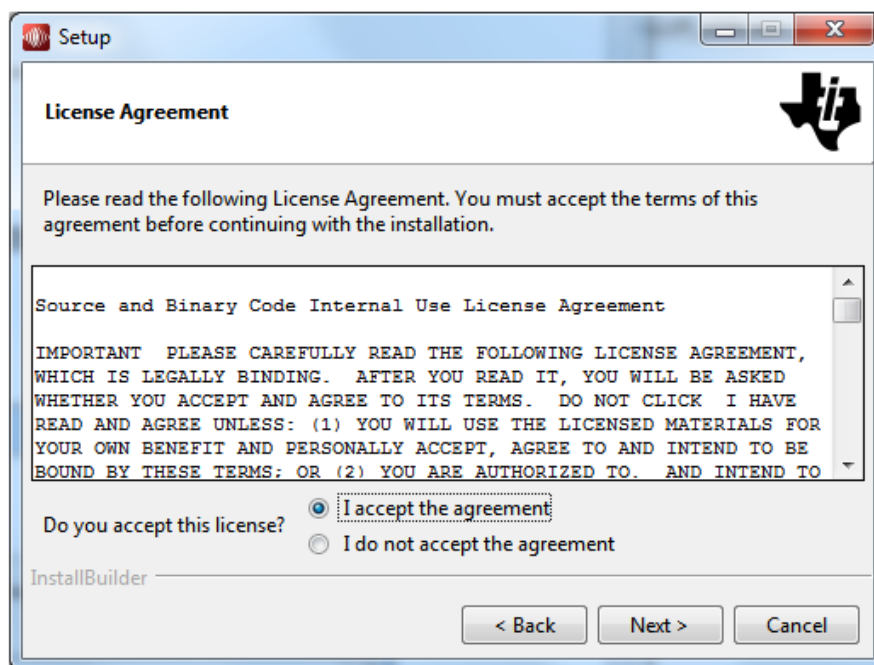 Setup
License Agreement
Please read the following License Agreement. You must accept the terms of this
agreement before continuing with the installation.
Source and Binary Code Internal Use License Agreement
IMPORTANT  PLEASE CAREFULLY READ THE FOLLOWING LICENSE AGREEMENT,
WHICH IS LEGALLY BINDING.  AFTER YOU READ IT, YOU WILL BE ASKED
WHETHER YOU ACCEPT AND AGREE TO ITS TERMS.  DO NOT CLICK  I HAVE
READ AND AGREE UNLESS: (1) YOU WILL USE THE LICENSED MATERIALS FOR
YOUR OWN BENEFIT AND PERSONALLY ACCEPT, AGREE TO AND INTEND TO BE
BOUND BY THESE TERMS; OR (2) YOU ARE AUTHORIZED TO.  AND INTEND TO
Do you accept this license?
I accept the agreement
I do not accept the agreement
InstallBuilder
< Back
Next >
Cancel